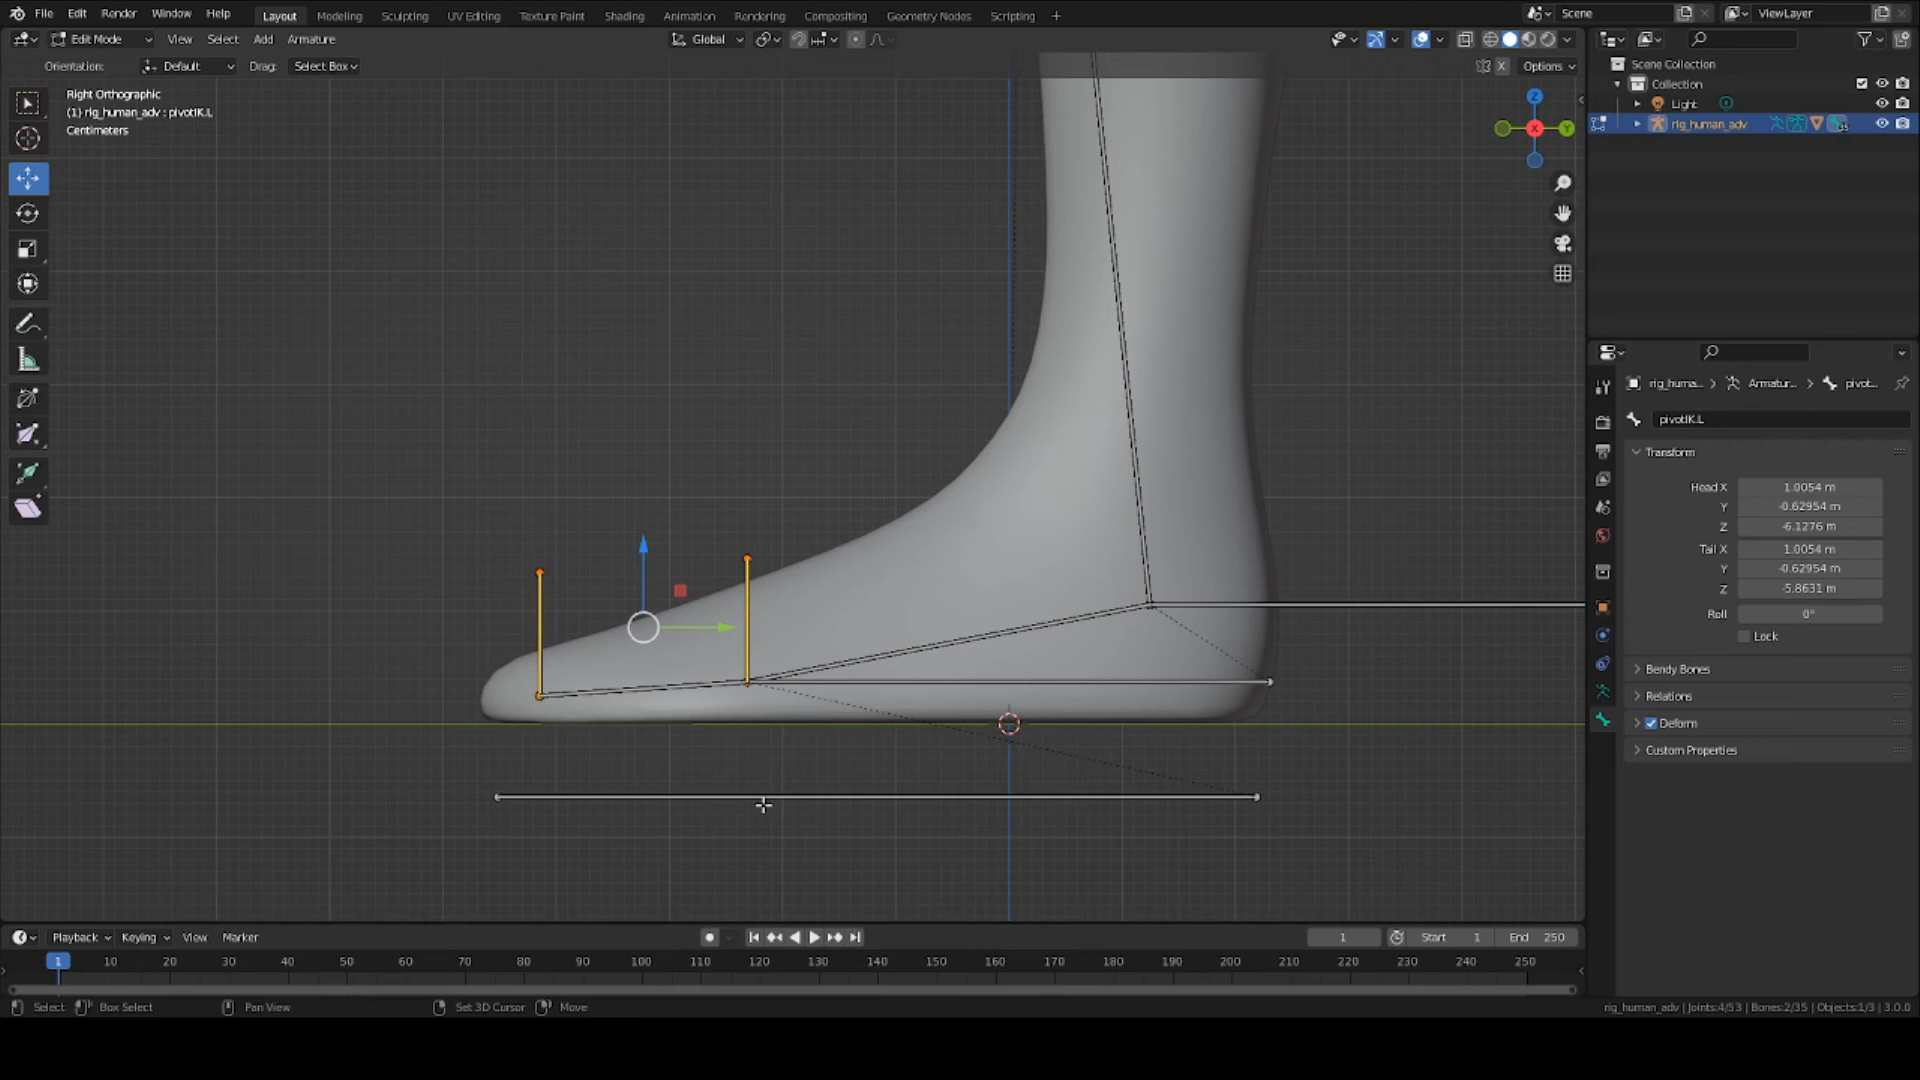 File Edit Render Window Help Layout Modeling Sculpting UV Editing Texture Paint Shading Animation Rendering Compositing Geometry Nodes Scripting + Scene ViewLayer
Edit Mode View Select Add Armature Global
Orientation: Default Drag: Select Box X Options
Right Orthographic
(1) rig_human_adv : pivotIK.L
Centimeters
Z
X
Y
Scene Collection
Collection
Light
rig_human_adv
35
rig_huma... Armatur... pivot...
pivotIK.L
Transform
Head X 1.0054 m
Y -0.62954 m
Z -6.1276 m
Tail X 1.0054 m
Y -0.62954 m
Z -5.8631 m
Roll 0°
Lock
Bendy Bones
Relations
Deform
Custom Properties
Playback Keying View Marker 1 Start 1 End 250
1 10 20 30 40 50 60 70 80 90 100 110 120 130 140 150 160 170 180 190 200 210 220 230 240 250
Select Box Select Pan View Set 3D Cursor Move rig_human_adv | Joints:4/53 | Bones:2/35 | Objects:1/3 | 3.0.0